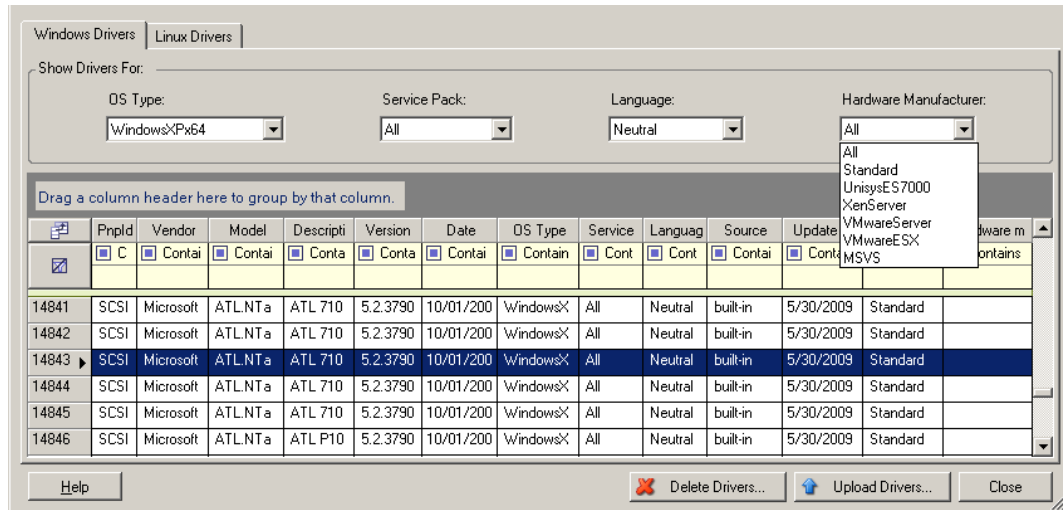 Windows Drivers Linux Drivers
Show Drivers For:
OS Type: Service Pack: Language: Hardware Manufacturer:
WindowsXPx64 All Neutral All
All
Standard
UnisysES7000
XenServer
VMwareServer
VMwareESX
MSVS
Drag a column header here to group by that column.
PnpId Vendor Model Descripti Version Date OS Type Service Languag Source Update dware m
C Contai Contai Conta Conta Contai Contain Cont Cont Contai Conta ontains
14841 SCSI Microsoft ATL.NTa ATL 710 5.2.3790 10/01/200 WindowsX All Neutral built-in 5/30/2009 Standard
14842 SCSI Microsoft ATL.NTa ATL 710 5.2.3790 10/01/200 WindowsX All Neutral built-in 5/30/2009 Standard
14843 SCSI Microsoft ATL.NTa ATL 710 5.2.3790 10/01/200 WindowsX All Neutral built-in 5/30/2009 Standard
14844 SCSI Microsoft ATL.NTa ATL 710 5.2.3790 10/01/200 WindowsX All Neutral built-in 5/30/2009 Standard
14845 SCSI Microsoft ATL.NTa ATL 710 5.2.3790 10/01/200 WindowsX All Neutral built-in 5/30/2009 Standard
14846 SCSI Microsoft ATL.NTa ATL P10 5.2.3790 10/01/200 WindowsX All Neutral built-in 5/30/2009 Standard
Help Delete Drivers... Upload Drivers... Close